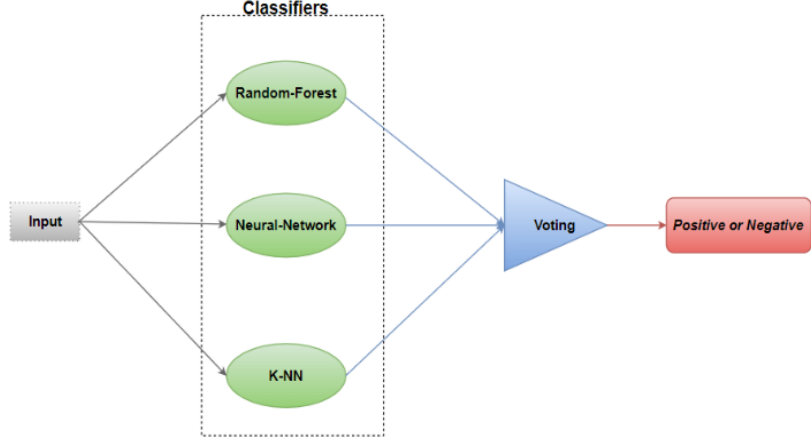 Classifiers
Random-Forest
Input
Neural-Network
Voting
Positive or Negative
K-NN